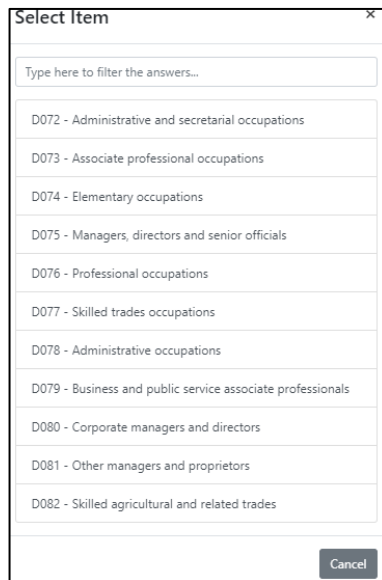 Select Item ×
Type here to filter the answers...
D072 - Administrative and secretarial occupations
D073 - Associate professional occupations
D074 - Elementary occupations
D075 - Managers, directors and senior officials
D076 - Professional occupations
D077 - Skilled trades occupations
D078 - Administrative occupations
D079 - Business and public service associate professionals
D080 - Corporate managers and directors
D081 - Other managers and proprietors
D082 - Skilled agricultural and related trades
Cancel